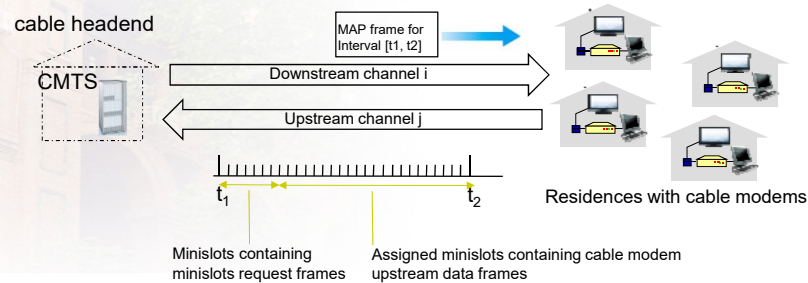 cable headend
CMTS
MAP frame for
Interval [t1, t2]
Downstream channel i
Upstream channel j
t1
t2
Residences with cable modems
Minislots containing
minislots request frames
Assigned minislots containing cable modem
upstream data frames